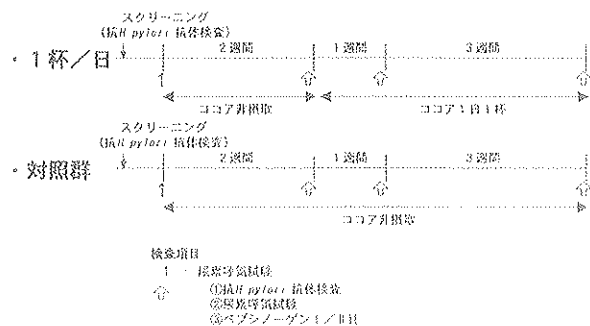 スクリーニング
(抗H pylori 抗体検査)
・1杯/日
2週間 1週間 3週間
1
ココア非摂取 ココア1日1杯
スクリーニング
(抗H pylori 抗体検査)
・対照群
2週間 1週間 3週間
1
ココア非摂取
検査項目
1 : 尿素呼気試験
①抗H pylori 抗体検査
②尿素呼気試験
③ペプシノーゲンⅠ/Ⅱ比